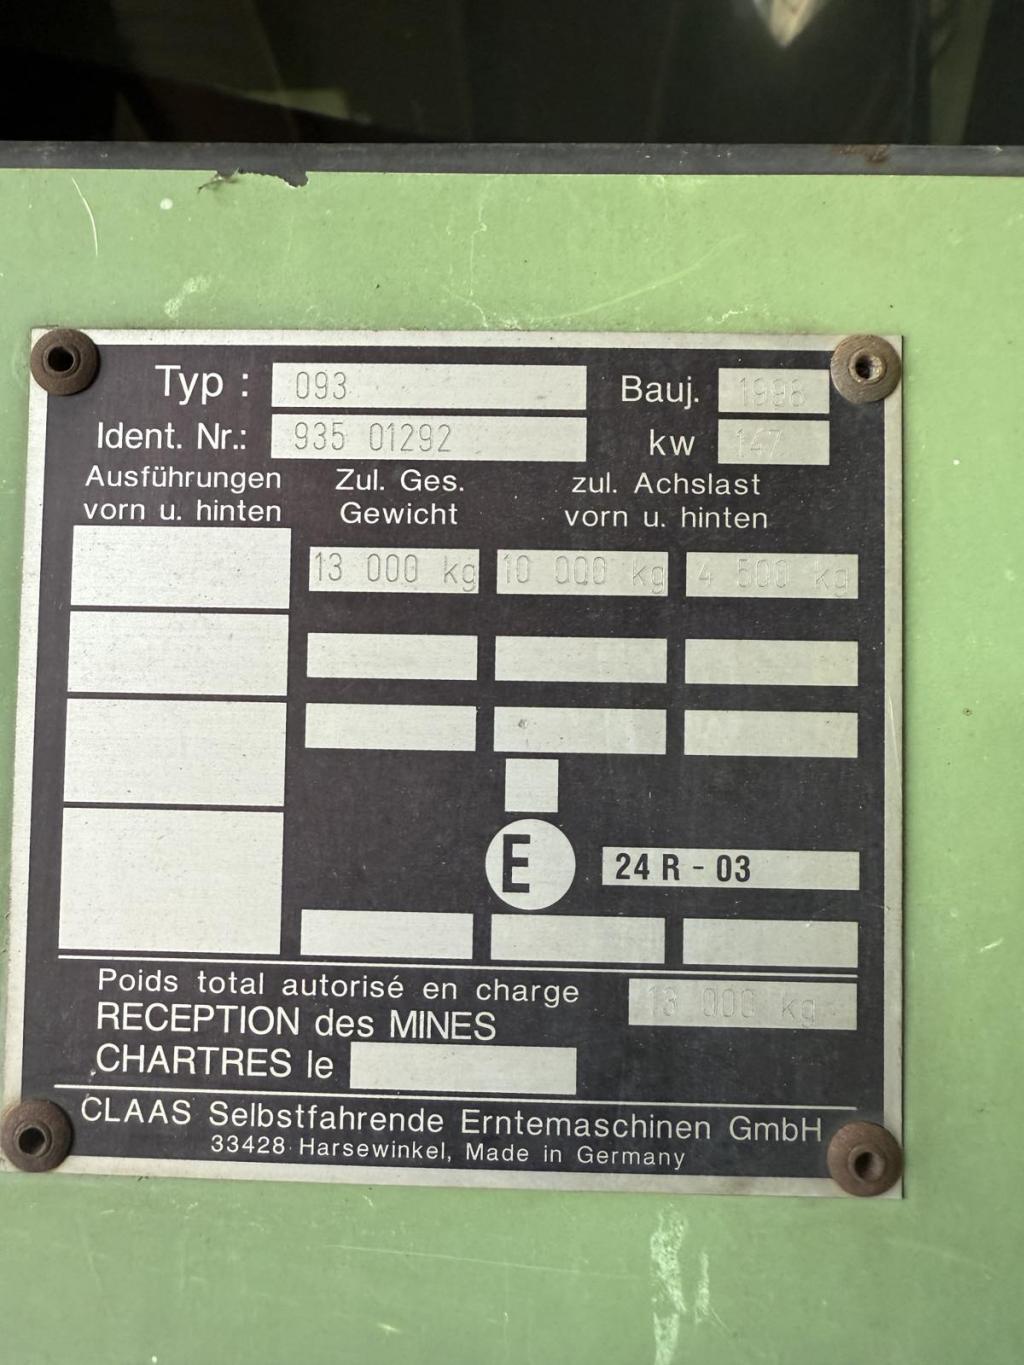 Typ : 093 Bauj. 1998
Ident. Nr.: 935 01292 kw 147
Ausführungen Zul. Ges. zul. Achslast
vorn u. hinten Gewicht vorn u. hinten
13 000 kg 10 000 kg 4 500 kg
E 24 R - 03
Poids total autorisé en charge 13 000 kg
RECEPTION des MINES
CHARTRES le
CLAAS Selbstfahrende Erntemaschinen GmbH
33428 Harsewinkel, Made in Germany